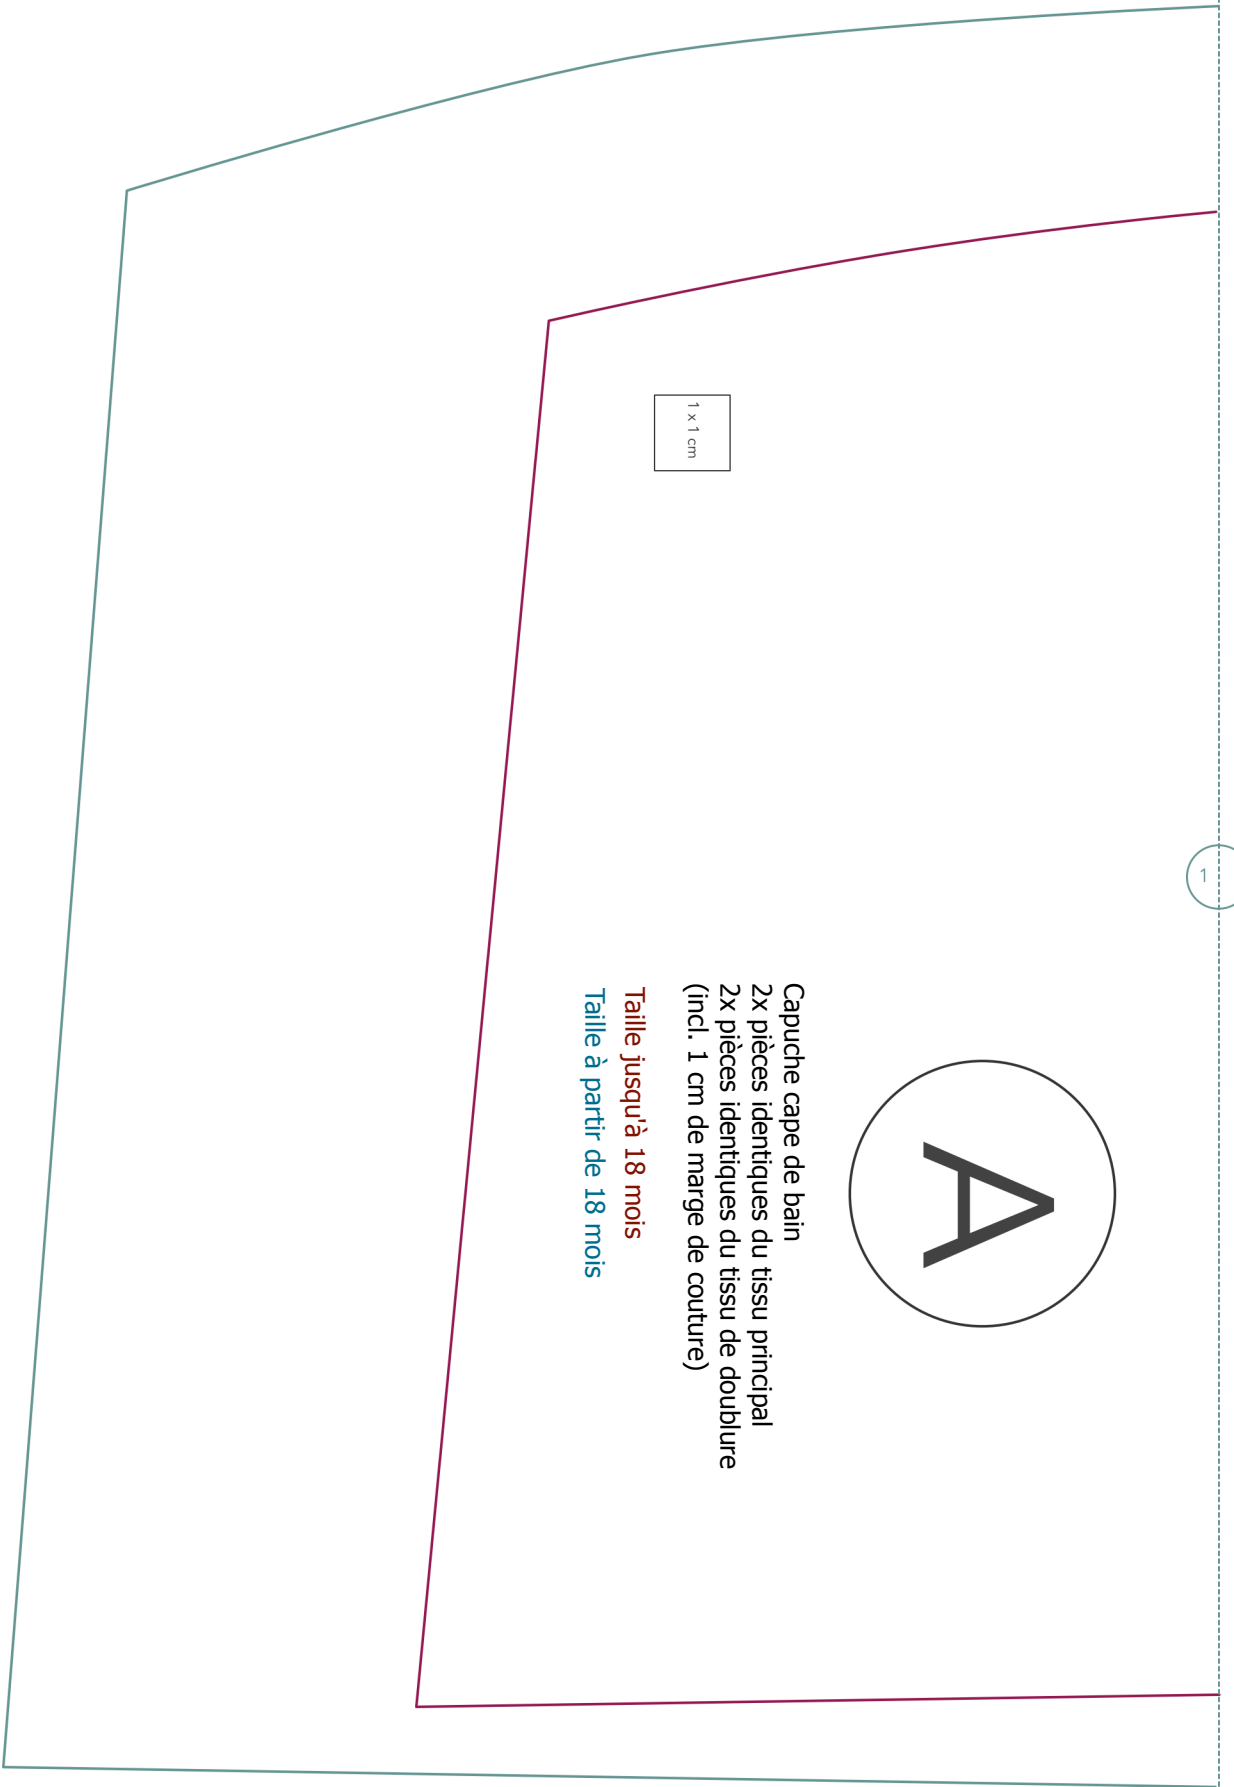 1
A
Capuche cape de bain
2x pièces identiques du tissu principal
2x pièces identiques du tissu de doublure
(incl. 1 cm de marge de couture)
Taille jusqu'à 18 mois
Taille à partir de 18 mois
1 x 1 cm